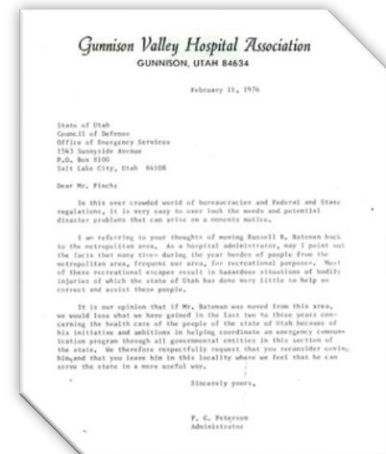 Gunnison Valley Hospital Association
GUNNISON, UTAH 84634
February 11, 1976
State of Utah
Council of Defense
Office of Emergency Services
1543 Sunnyside Avenue
P.O. Box 8100
Salt Lake City, Utah 84108
Dear Mr. Finch:
In this over crowded world of bureaucracies and Federal and State
regulations, it is very easy to over look the needs and potential
disaster problems that can arise on a moments notice.
I am referring to your thoughts of moving Russell B. Bateman back
to the metropolitan area. As a hospital administrator, may I point out
the facts that many times during the year hordes of people from the
metropolitan area, frequent our area, for recreational purposes. Most
of these recreational escapes result in hazardous situations of bodily
injuries of which the state of Utah has done very little to help or
correct and assist these people.
It is our opinion that if Mr. Bateman was moved from this area,
we would lose what we have gained in the last two to three years con-
cerning the health care of the people of the state of Utah because of
his initiative and ambitions in helping coordinate an emergency commun-
ication program through all governmental entities in this section of
the state. We therefore respectfully request that you reconsider moving
him, and that you leave him in this locality where we feel that he can
serve the state in a more useful way.
Sincerely yours,
Peterson
Administrator